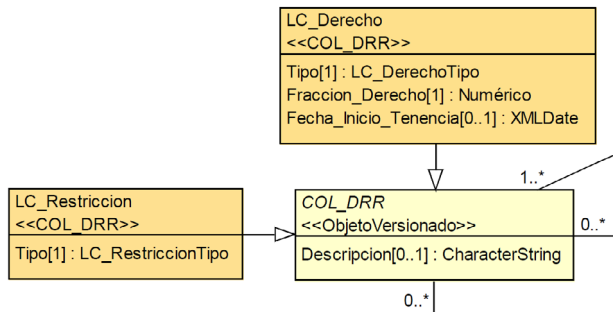 LC_Derecho
<<COL_DRR>>
Tipo[1] : LC_DerechoTipo
Fraccion_Derecho[1] : Numérico
Fecha_Inicio_Tenencia[0..1] : XMLDate
1..*
LC_Restriccion
<<COL_DRR>>
Tipo[1] : LC_RestriccionTipo
COL_DRR
<<ObjetoVersionado>>
Descripcion[0..1] : CharacterString
0..*
0..*